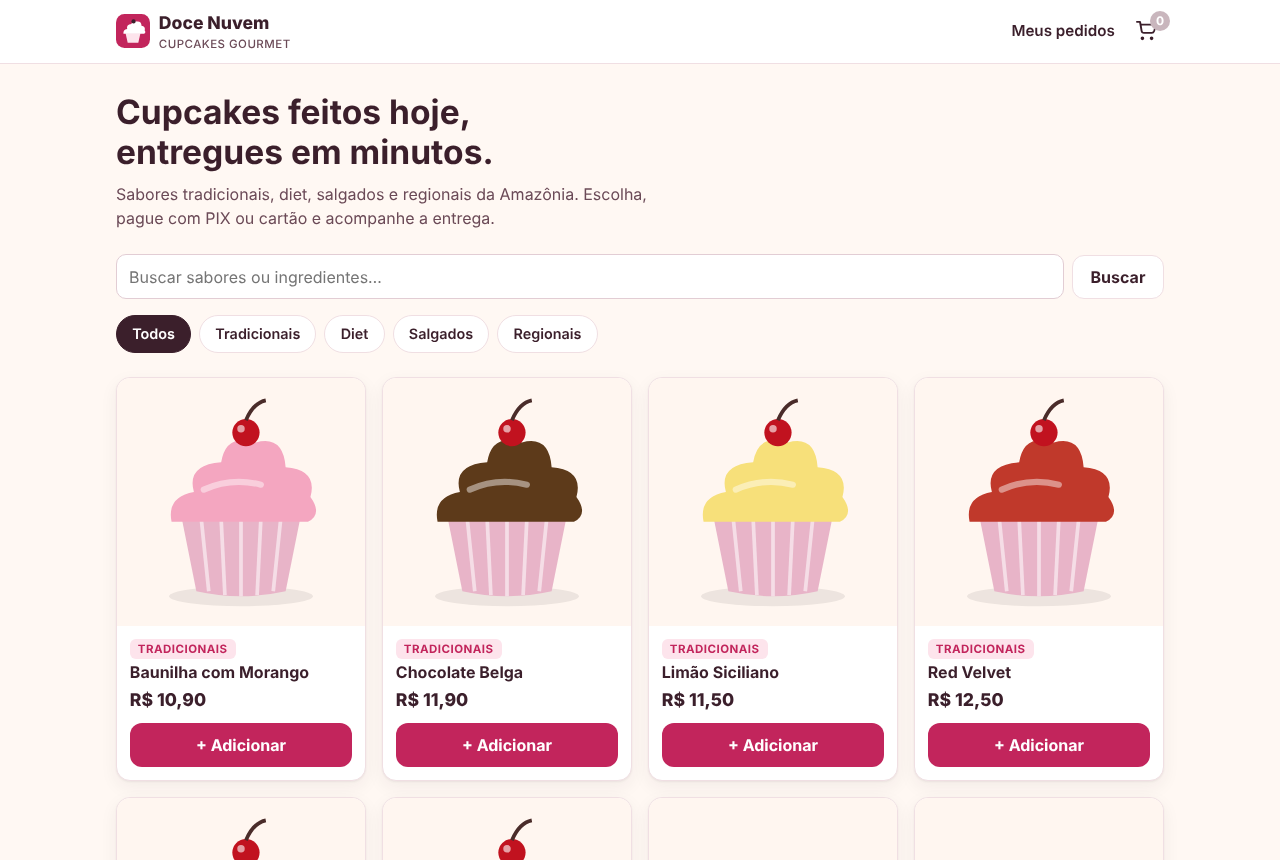 Doce Nuvem
CUPCAKES GOURMET
Meus pedidos
0
Cupcakes feitos hoje,
entregues em minutos.
Sabores tradicionais, diet, salgados e regionais da Amazônia. Escolha,
pague com PIX ou cartão e acompanhe a entrega.
Buscar sabores ou ingredientes...
Buscar
Todos
Tradicionais
Diet
Salgados
Regionais
TRADICIONAIS
Baunilha com Morango
R$ 10,90
+ Adicionar
TRADICIONAIS
Chocolate Belga
R$ 11,90
+ Adicionar
TRADICIONAIS
Limão Siciliano
R$ 11,50
+ Adicionar
TRADICIONAIS
Red Velvet
R$ 12,50
+ Adicionar